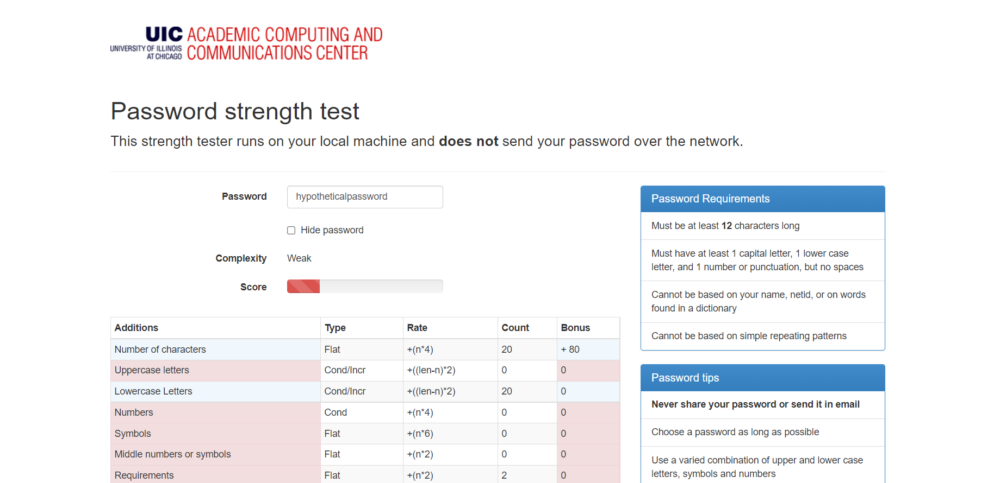 UIC ACADEMIC COMPUTING AND
UNIVERSITY OF ILLINOIS
AT CHICAGO COMMUNICATIONS CENTER
Password strength test
This strength tester runs on your local machine and does not send your password over the network.
Password hypotheticalpassword
Hide password
Complexity Weak
Score
Additions Type Rate Count Bonus
Number of characters Flat +(n*4) 20 + 80
Uppercase letters Cond/Incr +((len-n)*2) 0 0
Lowercase Letters Cond/Incr +((len-n)*2) 20 0
Numbers Cond +(n*4) 0 0
Symbols Flat +(n*6) 0 0
Middle numbers or symbols Flat +(n*2) 0 0
Requirements Flat +(n*2) 2 0
Password Requirements
Must be at least 12 characters long
Must have at least 1 capital letter, 1 lower case
letter, and 1 number or punctuation, but no spaces
Cannot be based on your name, netid, or on words
found in a dictionary
Cannot be based on simple repeating patterns
Password tips
Never share your password or send it in email
Choose a password as long as possible
Use a varied combination of upper and lower case
letters, symbols and numbers